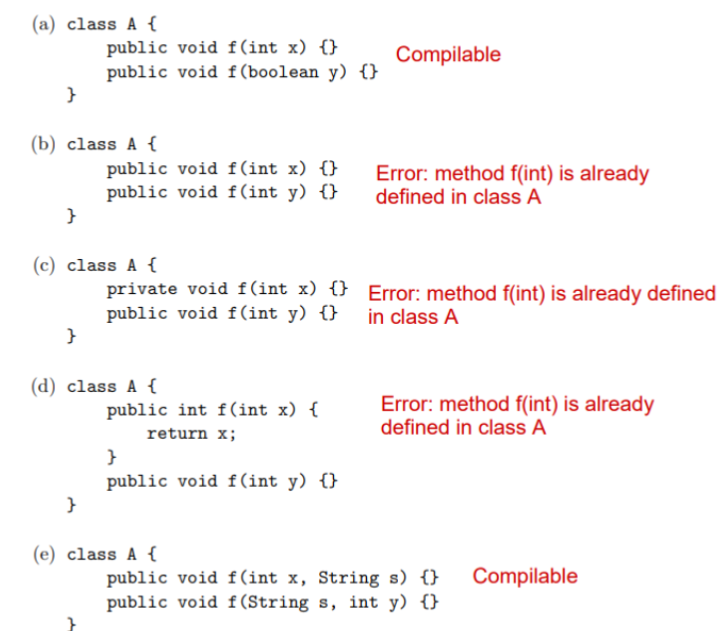 (a) class A {
public void f(int x) {}
public void f(boolean y) {}
Compilable
}
(b) class A {
public void f(int x) {}
public void f(int y) {}
Error: method f(int) is already
defined in class A
}
(c) class A {
private void f(int x) {}
public void f(int y) {}
Error: method f(int) is already defined
in class A
}
(d) class A {
public int f(int x) {
return x;
}
public void f(int y) {}
Error: method f(int) is already
defined in class A
}
(e) class A {
public void f(int x, String s) {}
public void f(String s, int y) {}
Compilable
}